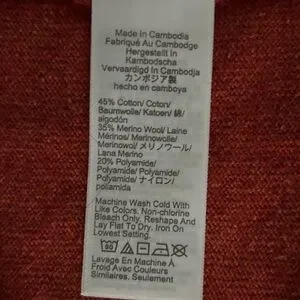 Made In Cambodia
Fabriqué Au Cambodge
Hergestellt In
Kambodscha
Vervaardigd In Cambodja
カンボジア製
hecho en camboya
45% Cotton/ Coton/
Baumwolle/ Katoen/ 綿/
algodón
35% Merino Wool/ Laine
Mérinos/ Merinowolle/
Merinowol/ メリノウール/
Lana Merino
20% Polyamide/
Polyamide/ Polyamide/
Polyamide/ ナイロン/
poliamida
Machine Wash Cold With
Like Colors. Non-chlorine
Bleach Only. Reshape And
Lay Flat To Dry. Iron On
Lowest Setting.
Lavage En Machine À
Froid Avec Couleurs
Similaires. Seulement